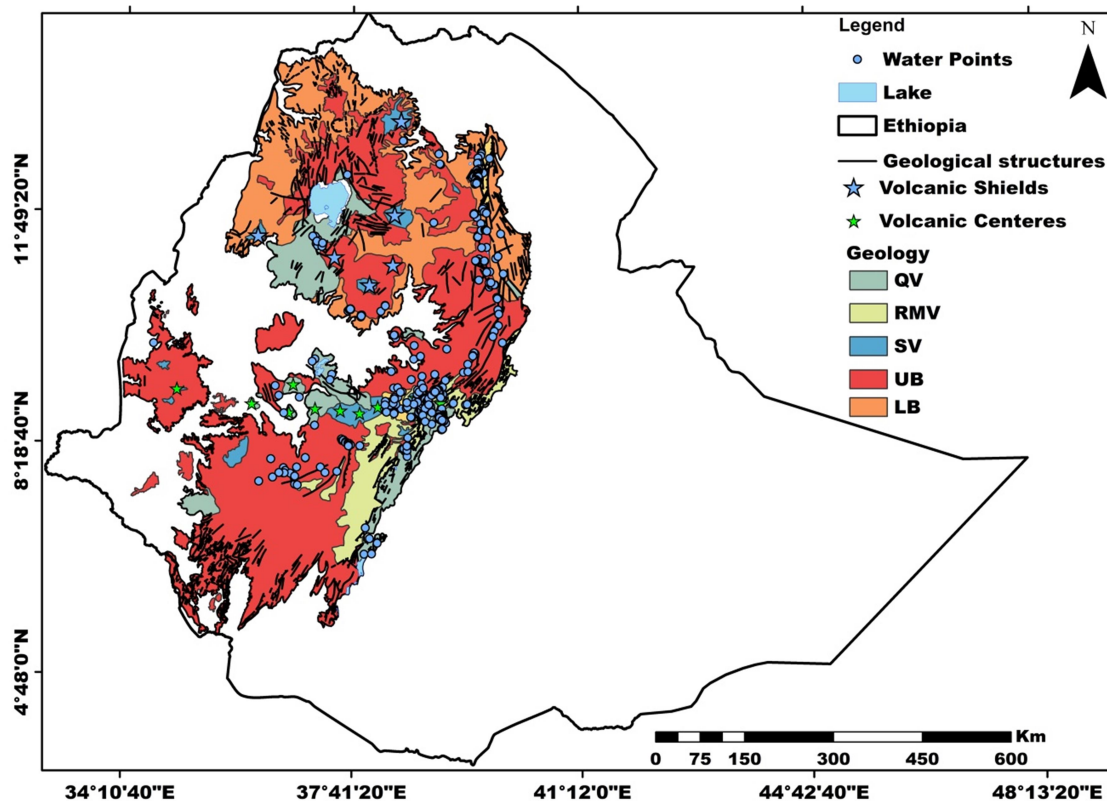 Legend
N
Water Points
Lake
Ethiopia
Geological structures
Volcanic Shields
Volcanic Centeres
Geology
QV
RMV
SV
UB
LB
11°49'20"N
8°18'40"N
4°48'0"N
Km
0 75 150 300 450 600
34°10'40"E 37°41'20"E 41°12'0"E 44°42'40"E 48°13'20"E